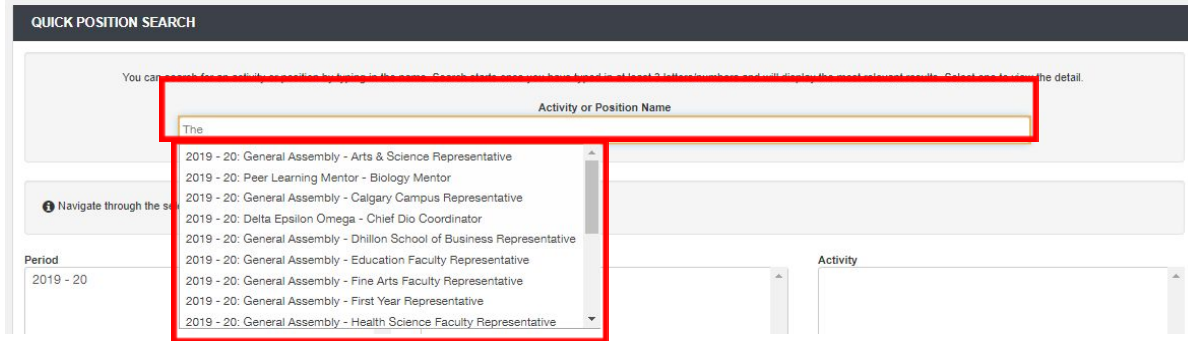 QUICK POSITION SEARCH
You can search for an activity or position by typing in the name. Search starts once you have typed in at least 3 letters/numbers and will display the most relevant results. Select one to view the detail.
Activity or Position Name
The
2019 - 20: General Assembly - Arts & Science Representative
2019 - 20: Peer Learning Mentor - Biology Mentor
2019 - 20: General Assembly - Calgary Campus Representative
2019 - 20: Delta Epsilon Omega - Chief Dio Coordinator
2019 - 20: General Assembly - Dhillon School of Business Representative
2019 - 20: General Assembly - Education Faculty Representative
2019 - 20: General Assembly - Fine Arts Faculty Representative
2019 - 20: General Assembly - First Year Representative
2019 - 20: General Assembly - Health Science Faculty Representative
Navigate through the
Period
2019 - 20
Activity